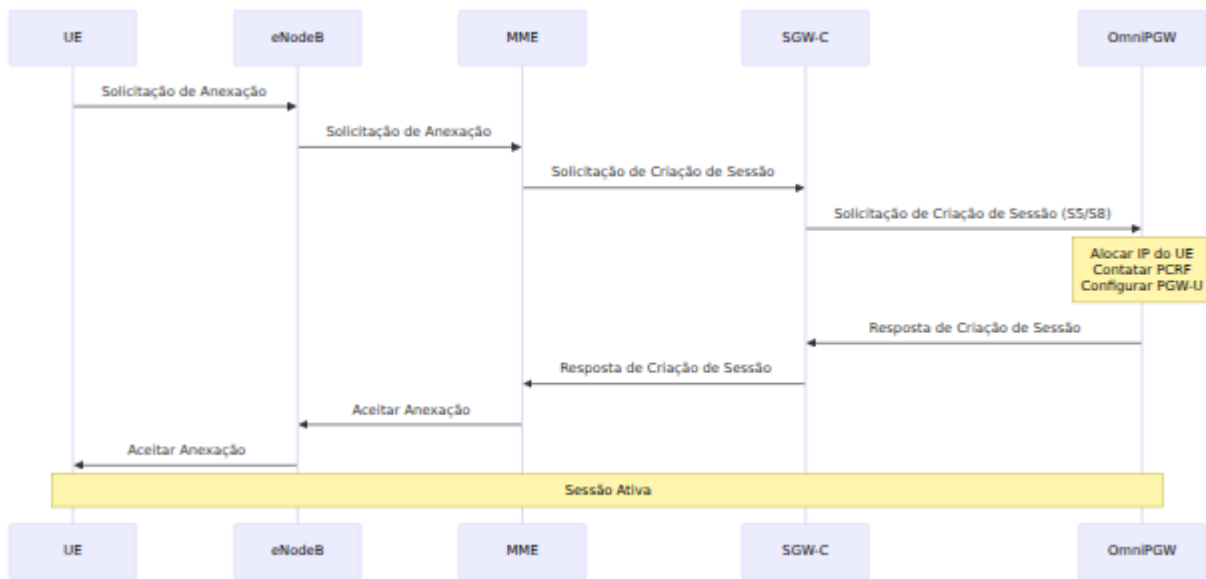 UE
eNodeB
MME
SGW-C
OmniPGW
Solicitação de Anexação
Solicitação de Anexação
Solicitação de Criação de Sessão
Solicitação de Criação de Sessão (S5/S8)
Alocar IP do UE
Contatar PCRF
Configurar PGW-U
Resposta de Criação de Sessão
Resposta de Criação de Sessão
Aceitar Anexação
Aceitar Anexação
Sessão Ativa
UE
eNodeB
MME
SGW-C
OmniPGW